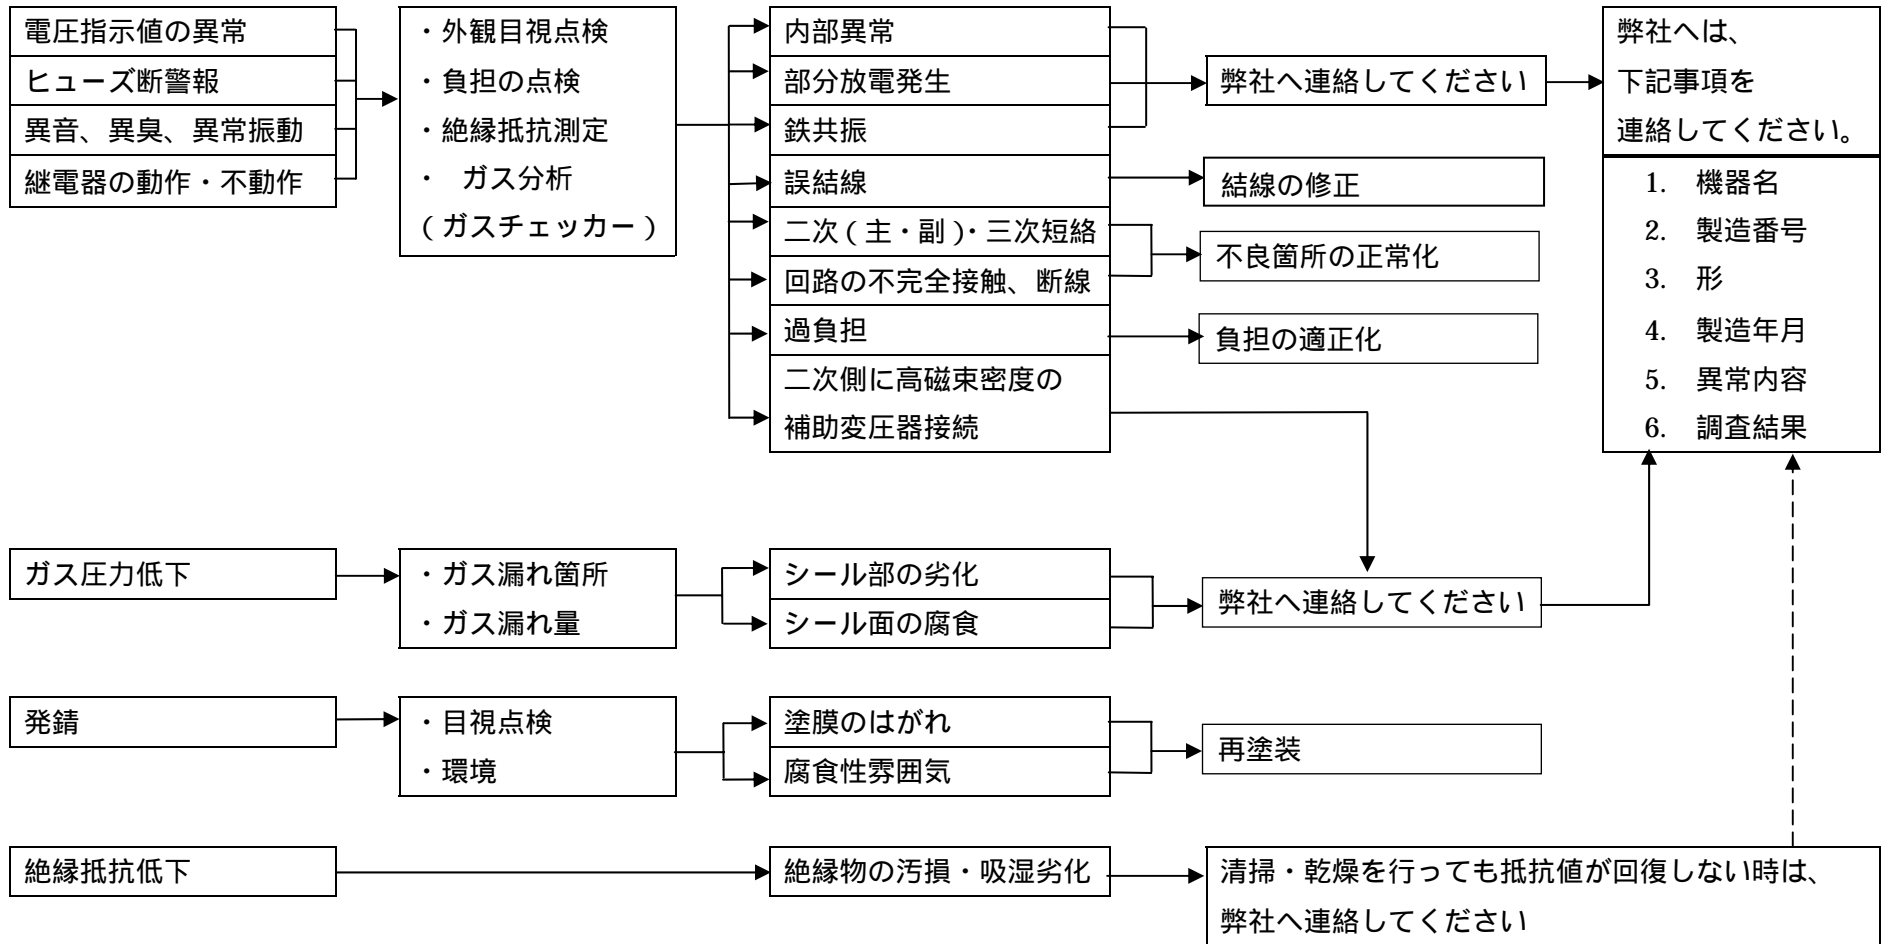 電圧指示値の異常
ヒューズ断警報
異音、異臭、異常振動
継電器の動作・不動作
・外観目視点検
・負担の点検
・絶縁抵抗測定
・ ガス分析
(ガスチェッカー)
内部異常
部分放電発生
鉄共振
誤結線
二次(主・副)・三次短絡
回路の不完全接触、断線
過負担
二次側に高磁束密度の
補助変圧器接続
弊社へ連絡してください
結線の修正
不良箇所の正常化
負担の適正化
弊社へは、
下記事項を
連絡してください。
1. 機器名
2. 製造番号
3. 形
4. 製造年月
5. 異常内容
6. 調査結果
ガス圧力低下
・ガス漏れ箇所
・ガス漏れ量
シール部の劣化
シール面の腐食
弊社へ連絡してください
発錆
・目視点検
・環境
塗膜のはがれ
腐食性雰囲気
再塗装
絶縁抵抗低下
絶縁物の汚損・吸湿劣化
清掃・乾燥を行っても抵抗値が回復しない時は、
弊社へ連絡してください